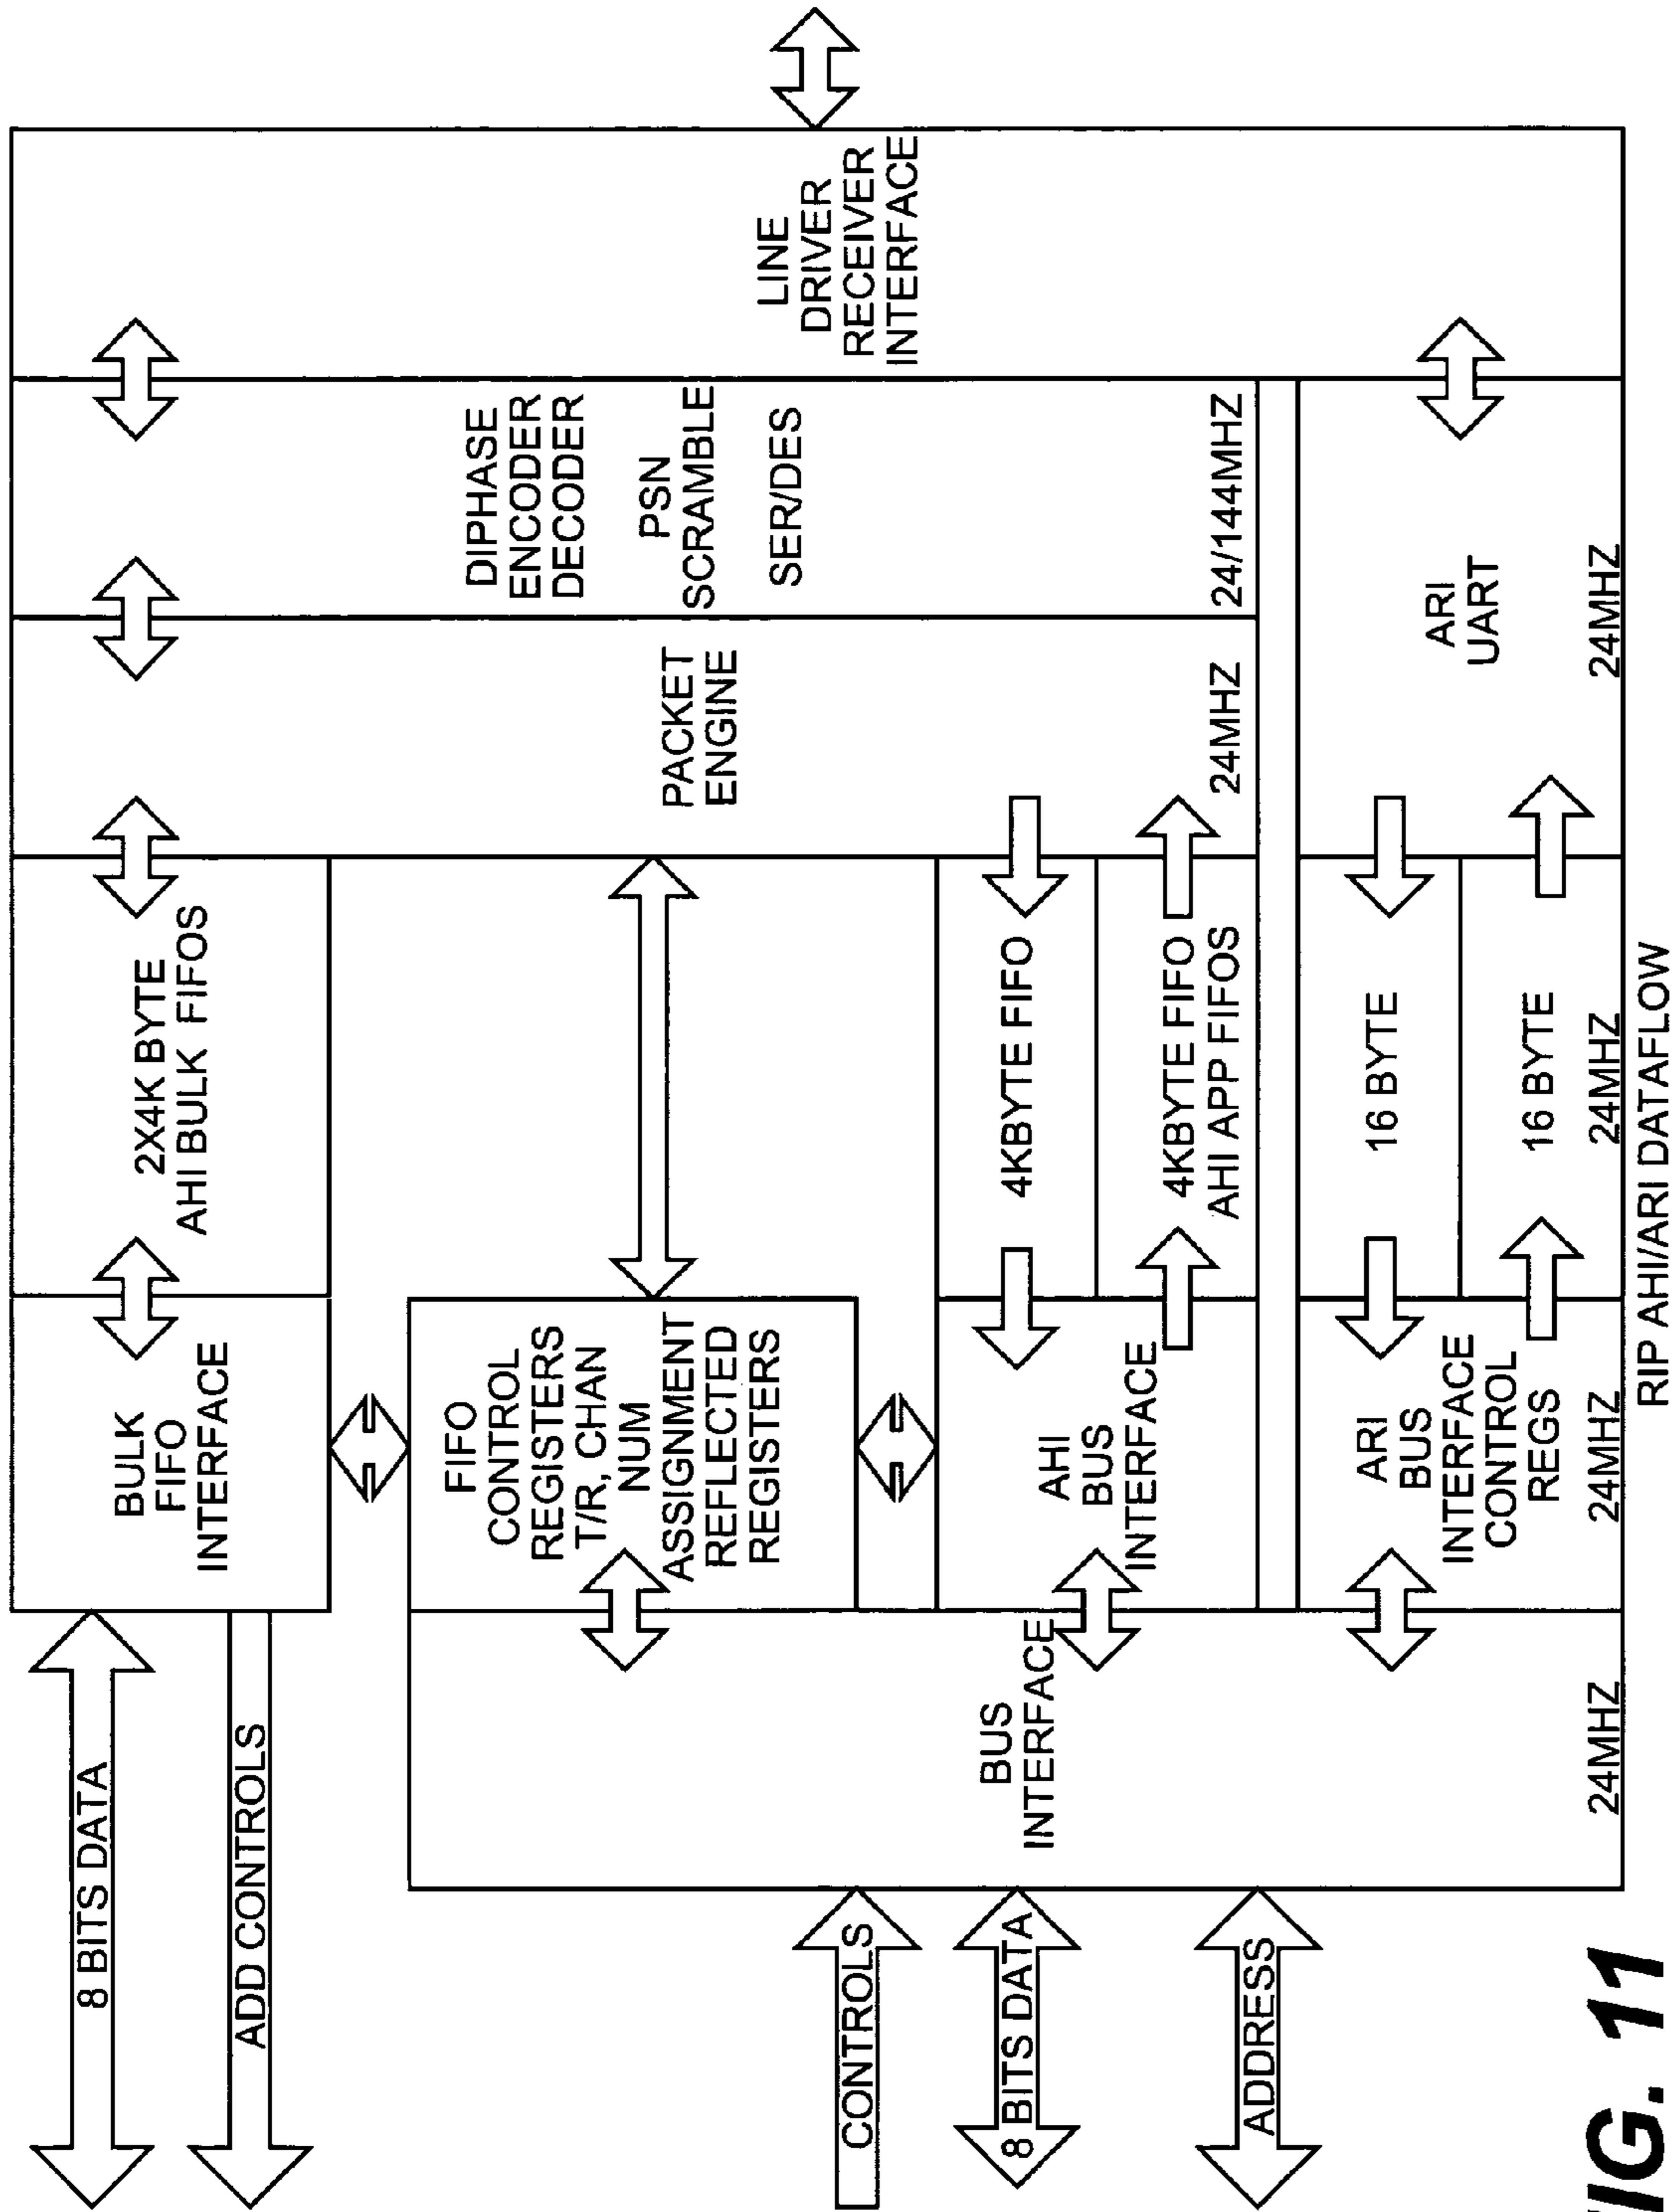 8 BITS DATA
ADD CONTROLS
BULK
FIFO
INTERFACE
2X4K BYTE
AHI BULK FIFOS
FIFO
CONTROL
REGISTERS
T/R, CHAN
NUM
ASSIGNMENT
REFLECTED
REGISTERS
PACKET
ENGINE
24MHZ
DIPHASE
ENCODER
DECODER
PSN
SCRAMBLE
SER/DES
24/144MHZ
LINE
DRIVER
RECEIVER
INTERFACE
CONTROLS
8 BITS DATA
ADDRESS
BUS
INTERFACE
24MHZ
AHI
BUS
INTERFACE
4KBYTE FIFO
4KBYTE FIFO
AHI APP FIFOS
ARI
BUS
INTERFACE
CONTROL
REGS
24MHZ
16 BYTE
16 BYTE
24MHZ
ARI
UART
24MHZ
RIP AHI/ARI DATAFLOW
IG. 11